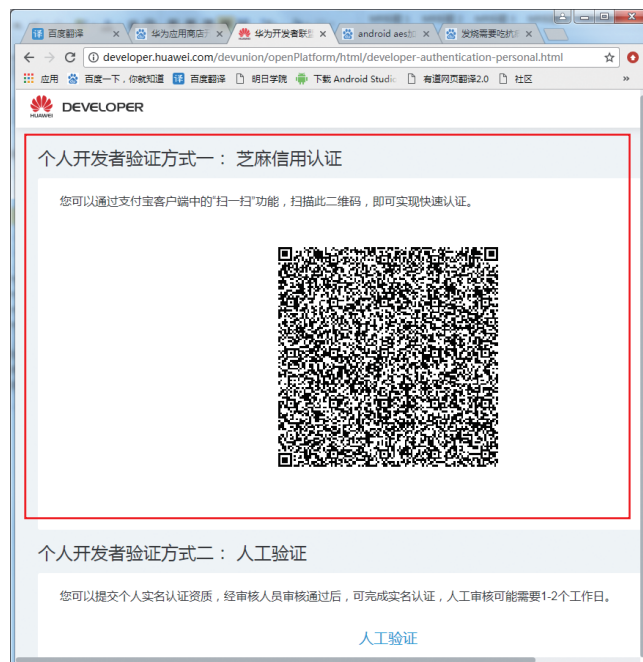 百度翻译
华为应用商店开
华为开发者联盟
android aes加
发烧需要吃抗
developer.huawei.com/devunion/openPlatform/html/developer-authentication-personal.html
应用 百度一下，你就知道 百度翻译 明日学院 下载 Android Studio 有道网页翻译2.0 社区 »
HUAWEI DEVELOPER
个人开发者验证方式一： 芝麻信用认证
您可以通过支付宝客户端中的“扫一扫”功能，扫描此二维码，即可实现快速认证。
个人开发者验证方式二： 人工验证
您可以提交个人实名认证资质，经审核人员审核通过后，可完成实名认证，人工审核可能需要1-2个工作日。
人工验证